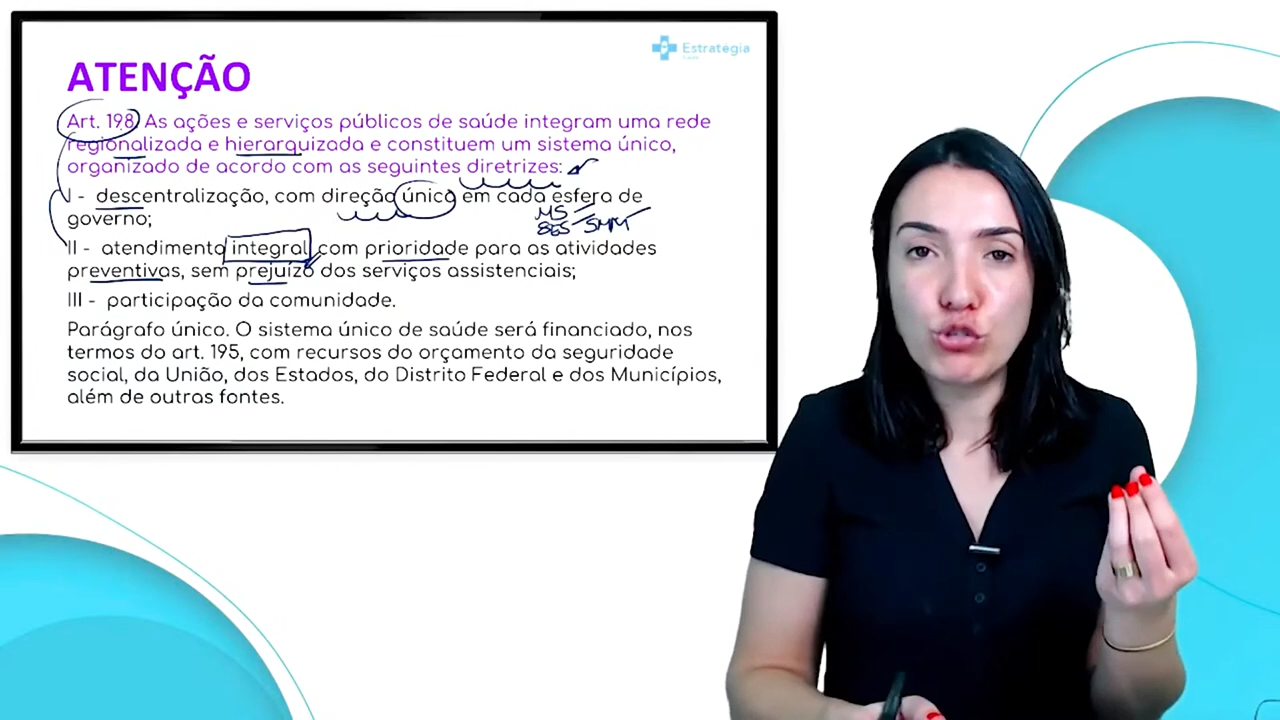 Estratégia
ATENÇÃO
Art. 198. As ações e serviços públicos de saúde integram uma rede
regionalizada e hierarquizada e constituem um sistema único,
organizado de acordo com as seguintes diretrizes:
I - descentralização, com direção única em cada esfera de
governo;
MS
SES SMM
II - atendimento integral, com prioridade para as atividades
preventivas, sem prejuízo dos serviços assistenciais;
III - participação da comunidade.
Parágrafo único. O sistema único de saúde será financiado, nos
termos do art. 195, com recursos do orçamento da seguridade
social, da União, dos Estados, do Distrito Federal e dos Municípios,
além de outras fontes.